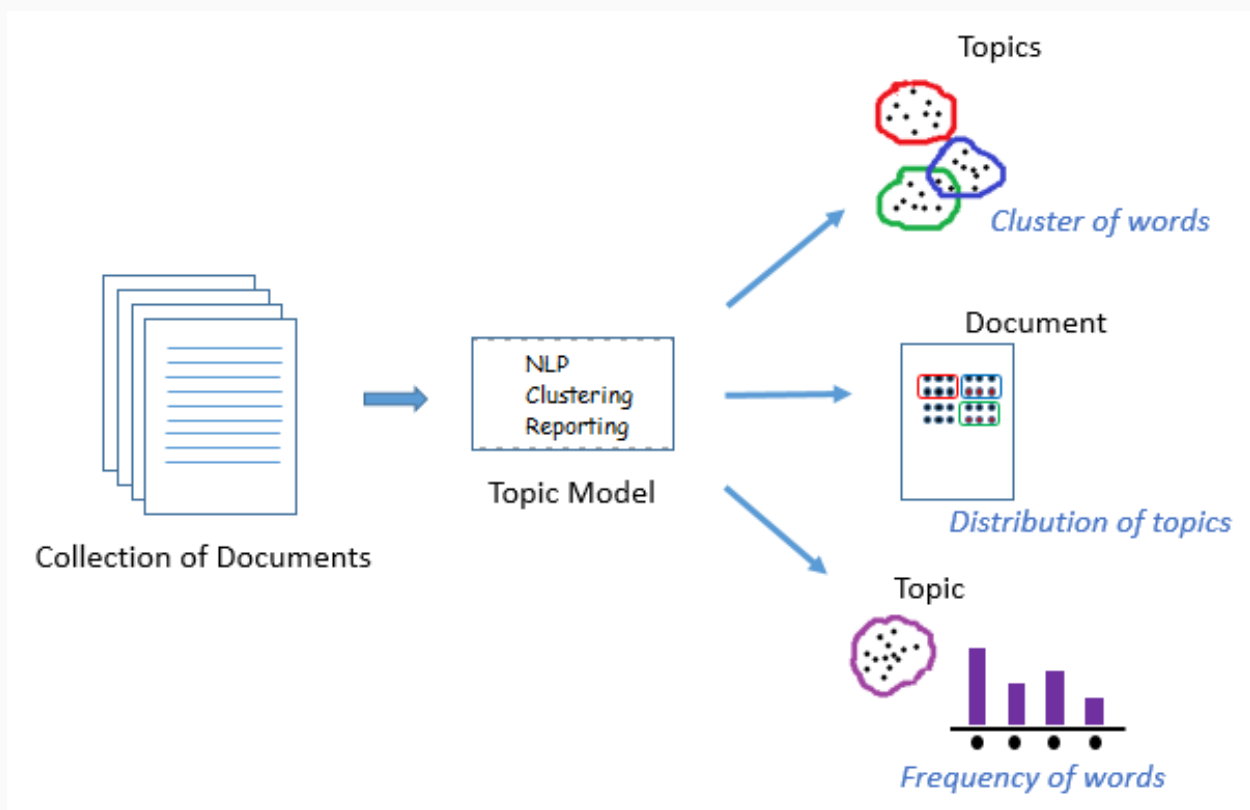 Topics
Cluster of words
Document
NLP
Clustering
Reporting
Topic Model
Distribution of topics
Collection of Documents
Topic
Frequency of words